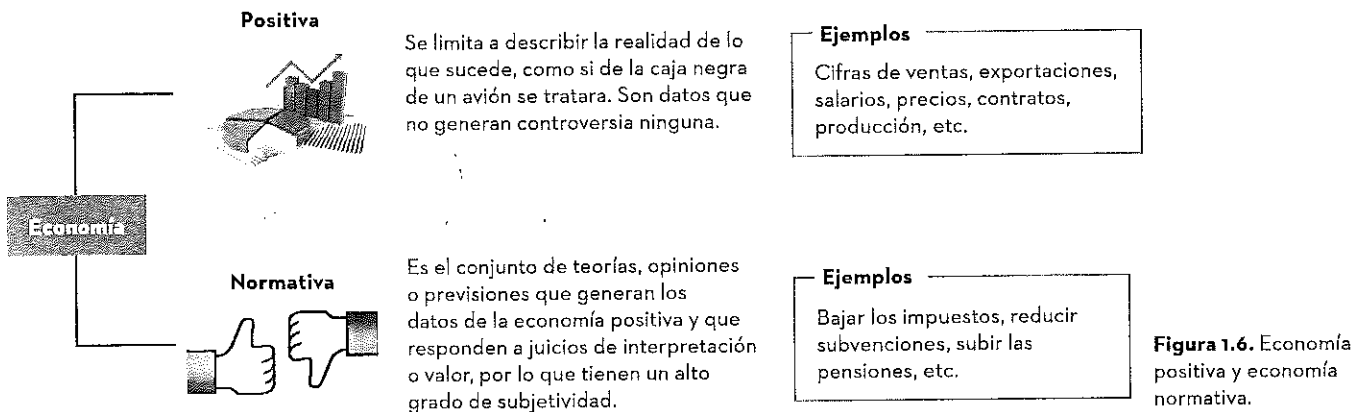 Economía
Positiva
Se limita a describir la realidad de lo
que sucede, como si de la caja negra
de un avión se tratara. Son datos que
no generan controversia ninguna.
Ejemplos
Cifras de ventas, exportaciones,
salarios, precios, contratos,
producción, etc.
Normativa
Es el conjunto de teorías, opiniones
o previsiones que generan los
datos de la economía positiva y que
responden a juicios de interpretación
o valor, por lo que tienen un alto
grado de subjetividad.
Ejemplos
Bajar los impuestos, reducir
subvenciones, subir las
pensiones, etc.
Figura 1.6. Economía
positiva y economía
normativa.